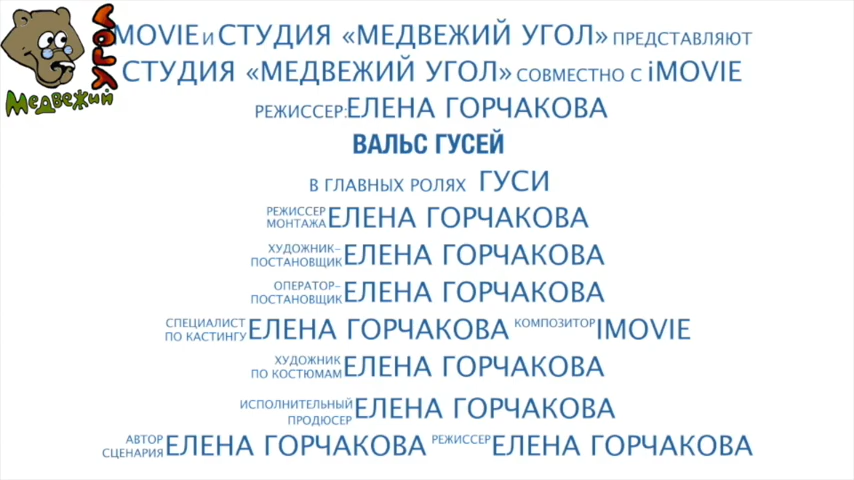 Медвежий
УГОЛ
MOVIE И СТУДИЯ «МЕДВЕЖИЙ УГОЛ» ПРЕДСТАВЛЯЮТ
СТУДИЯ «МЕДВЕЖИЙ УГОЛ» СОВМЕСТНО С iMOVIE
РЕЖИССЕР: ЕЛЕНА ГОРЧАКОВА
ВАЛЬС ГУСЕЙ
В ГЛАВНЫХ РОЛЯХ ГУСИ
РЕЖИССЕР МОНТАЖА ЕЛЕНА ГОРЧАКОВА
ХУДОЖНИК-ПОСТАНОВЩИК ЕЛЕНА ГОРЧАКОВА
ОПЕРАТОР-ПОСТАНОВЩИК ЕЛЕНА ГОРЧАКОВА
СПЕЦИАЛИСТ ПО КАСТИНГУ ЕЛЕНА ГОРЧАКОВА КОМПОЗИТОР IMOVIE
ХУДОЖНИК ПО КОСТЮМАМ ЕЛЕНА ГОРЧАКОВА
ИСПОЛНИТЕЛЬНЫЙ ПРОДЮСЕР ЕЛЕНА ГОРЧАКОВА
АВТОР СЦЕНАРИЯ ЕЛЕНА ГОРЧАКОВА РЕЖИССЕР ЕЛЕНА ГОРЧАКОВА